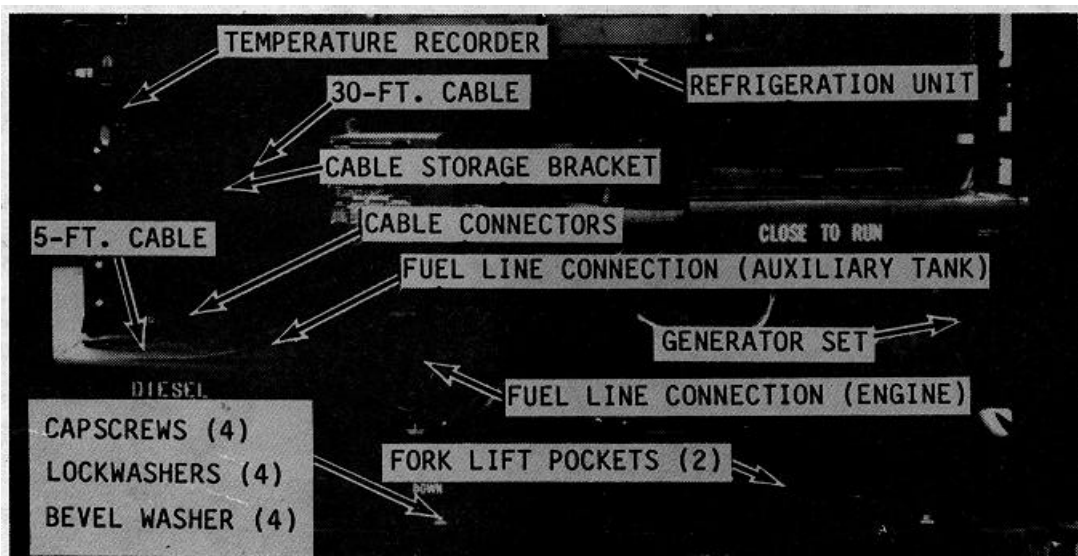 TEMPERATURE RECORDER
REFRIGERATION UNIT
30-FT. CABLE
CABLE STORAGE BRACKET
CABLE CONNECTORS
5-FT. CABLE
CLOSE TO RUN
FUEL LINE CONNECTION (AUXILIARY TANK)
GENERATOR SET
DIESEL
FUEL LINE CONNECTION (ENGINE)
CAPSCREWS (4)
LOCKWASHERS (4)
BEVEL WASHER (4)
FORK LIFT POCKETS (2)
DOWN